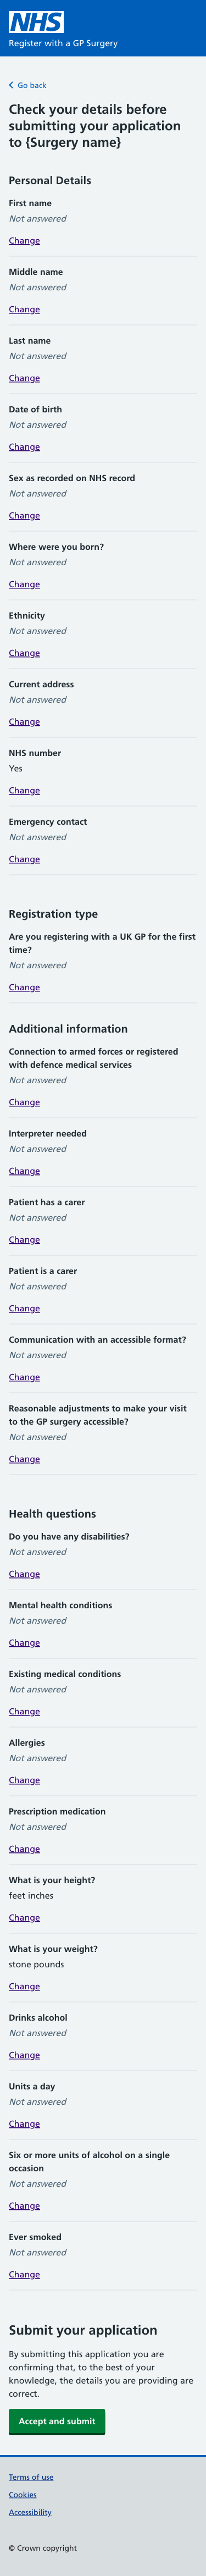 NHS
Register with a GP Surgery
Go back
Check your details before
submitting your application
to {Surgery name}
Personal Details
First name
Not answered
Change
Middle name
Not answered
Change
Last name
Not answered
Change
Date of birth
Not answered
Change
Sex as recorded on NHS record
Not answered
Change
Where were you born?
Not answered
Change
Ethnicity
Not answered
Change
Current address
Not answered
Change
NHS number
Yes
Change
Emergency contact
Not answered
Change
Registration type
Are you registering with a UK GP for the first
time?
Not answered
Change
Additional information
Connection to armed forces or registered
with defence medical services
Not answered
Change
Interpreter needed
Not answered
Change
Patient has a carer
Not answered
Change
Patient is a carer
Not answered
Change
Communication with an accessible format?
Not answered
Change
Reasonable adjustments to make your visit
to the GP surgery accessible?
Not answered
Change
Health questions
Do you have any disabilities?
Not answered
Change
Mental health conditions
Not answered
Change
Existing medical conditions
Not answered
Change
Allergies
Not answered
Change
Prescription medication
Not answered
Change
What is your height?
feet inches
Change
What is your weight?
stone pounds
Change
Drinks alcohol
Not answered
Change
Units a day
Not answered
Change
Six or more units of alcohol on a single
occasion
Not answered
Change
Ever smoked
Not answered
Change
Submit your application
By submitting this application you are
confirming that, to the best of your
knowledge, the details you are providing are
correct.
Accept and submit
Terms of use
Cookies
Accessibility
© Crown copyright